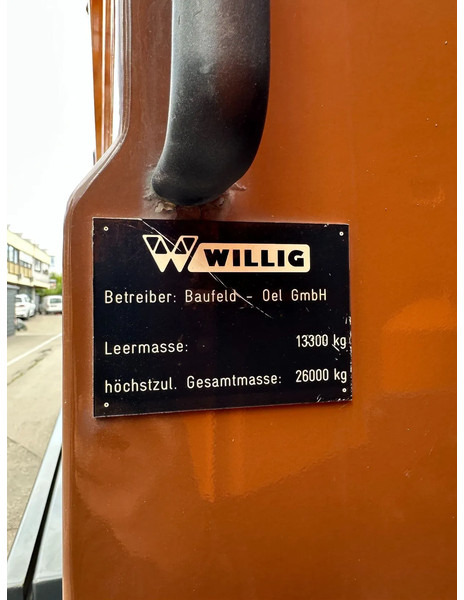 WILLIG
Betreiber: Baufeld - Oel GmbH
Leermasse: 13300 kg
höchstzul. Gesamtmasse: 26000 kg